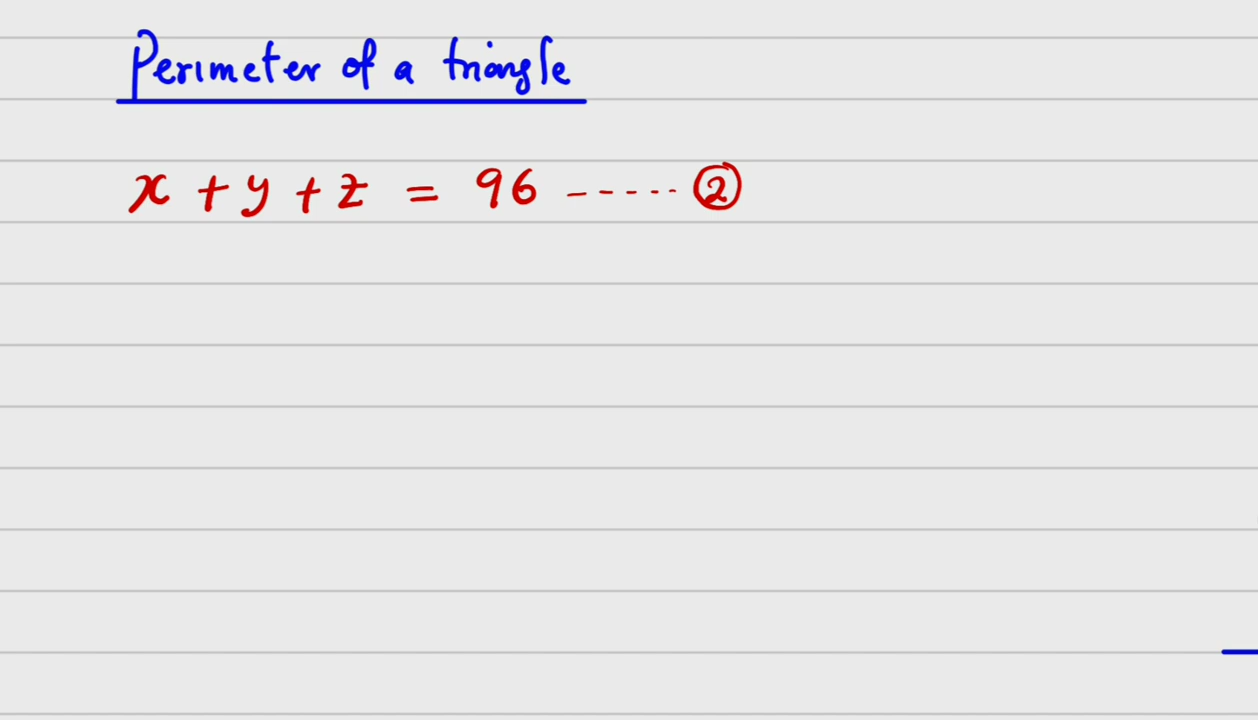 Perimeter of a triangle
x + y + z = 96 ----- ②